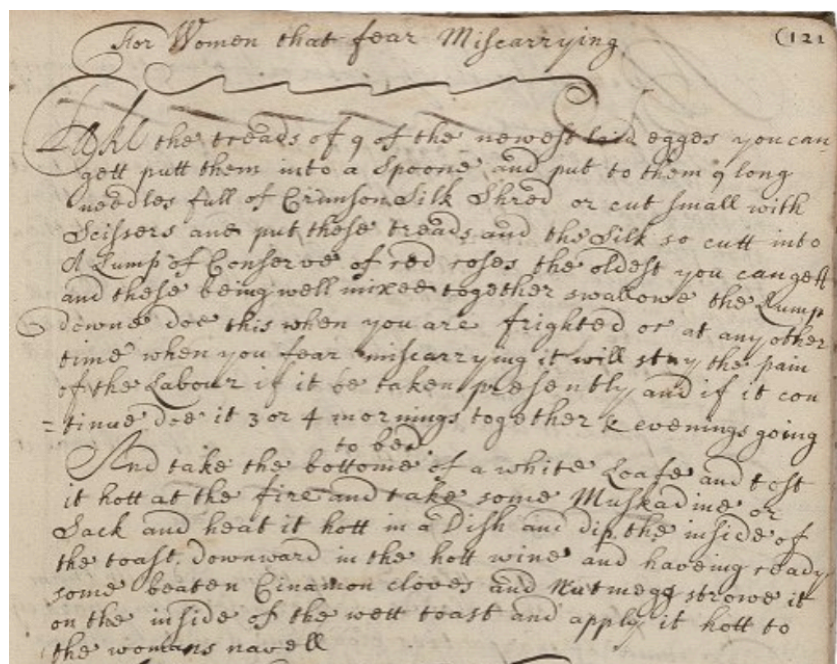 For Women that fear Miscarrying
(121
Take the treads of 9 of the newest laid egges you can
gett putt them into a Spoone and put to them 9 long
needles full of Crimson Silk Shred or cut small with
Scissers and put these treads and the Silk so cutt into
A Lump of Conserve of red roses the oldest you can gett
and these being well mixed together swallowe the Lump
downe doe this when you are frighted or at any other
time when you fear miscarrying it will stay the pain
of the Labour if it be taken presently and if it con
=tinue doe it 3 or 4 mornings together & evenings going
to bed
And take the bottome of a white Loafe and tost
it hott at the fire and take some Muskadine or
Sack and heat it hott in a Dish and dip the inside of
the toast downward in the hott wine and haveing ready
some beaten Cinamon cloves and Nutmegg strowe it
on the inside of the wett toast and apply it hott to
the womans navell